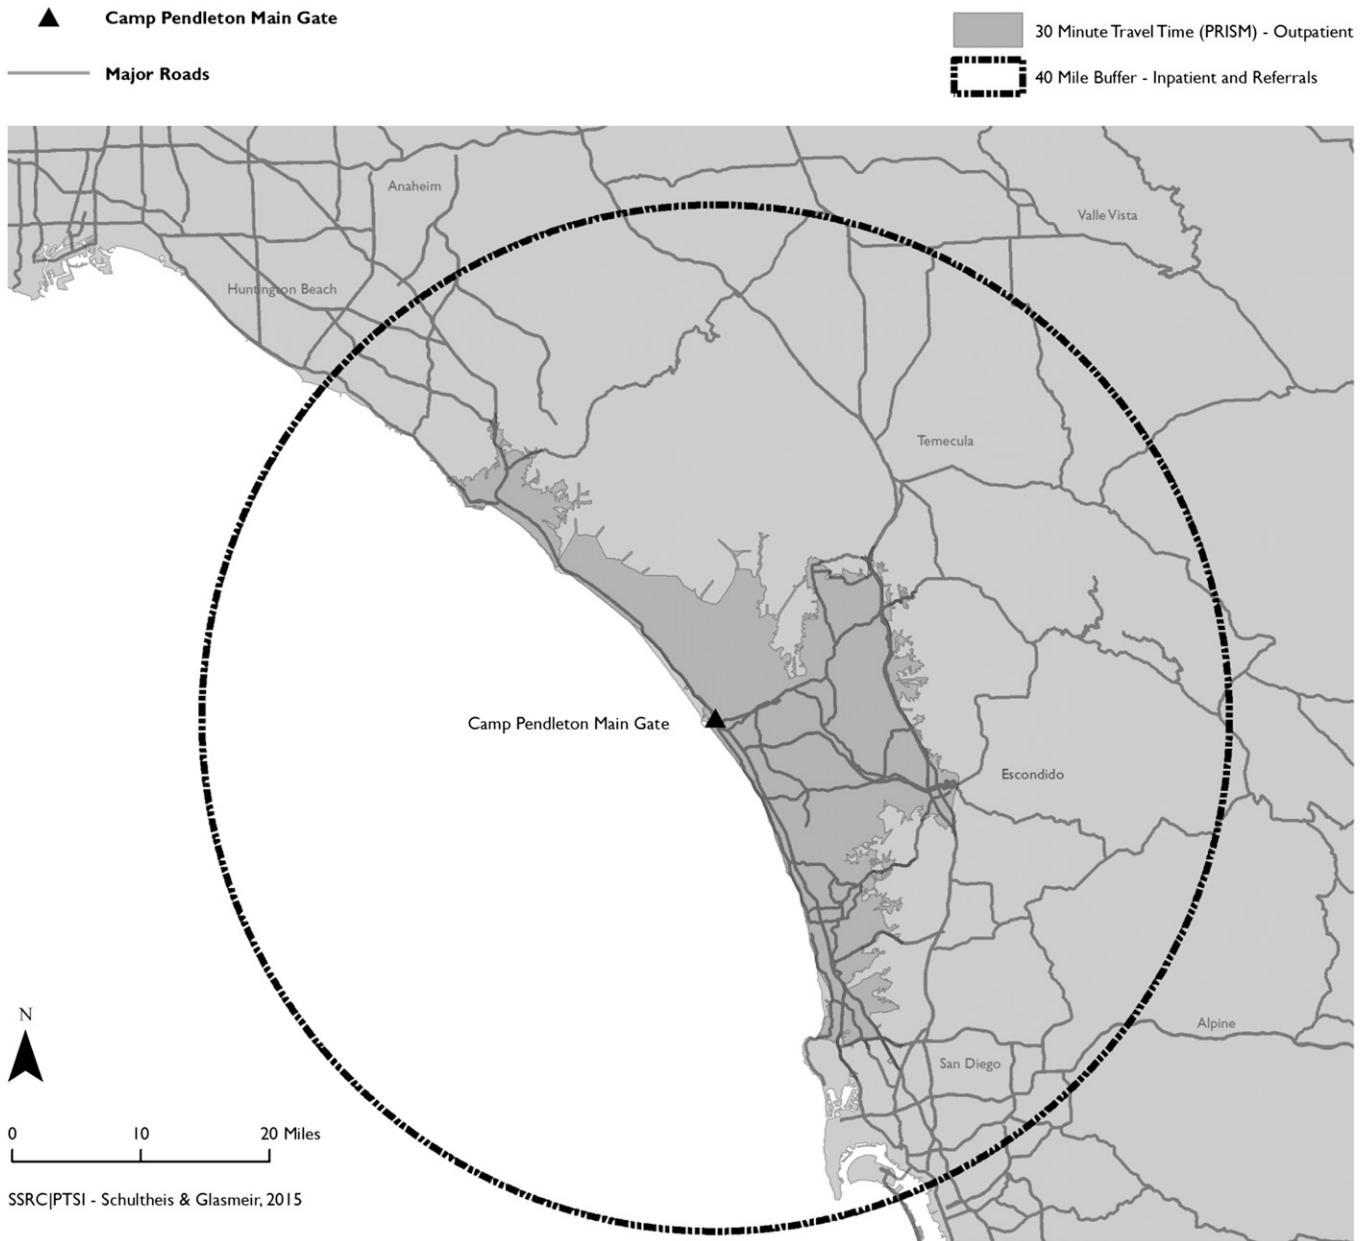 Camp Pendleton Main Gate
Major Roads
30 Minute Travel Time (PRISM) - Outpatient
40 Mile Buffer - Inpatient and Referrals
Anaheim
Valle Vista
Huntington Beach
Temecula
Camp Pendleton Main Gate
Escondido
Alpine
San Diego
N
0 10 20 Miles
SSRC|PTSI - Schultheis & Glasmeir, 2015